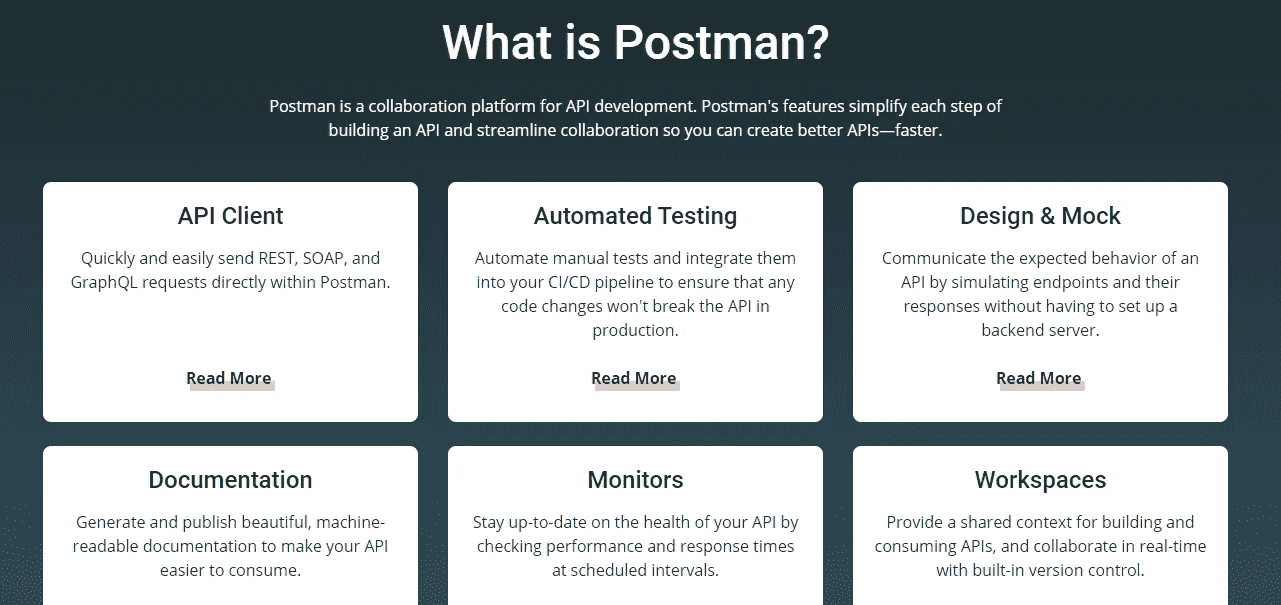 What is Postman?
Postman is a collaboration platform for API development. Postman's features simplify each step of
building an API and streamline collaboration so you can create better APIs—faster.
API Client
Quickly and easily send REST, SOAP, and
GraphQL requests directly within Postman.
Read More
Automated Testing
Automate manual tests and integrate them
into your CI/CD pipeline to ensure that any
code changes won't break the API in
production.
Read More
Design & Mock
Communicate the expected behavior of an
API by simulating endpoints and their
responses without having to set up a
backend server.
Read More
Documentation
Generate and publish beautiful, machine-
readable documentation to make your API
easier to consume.
Monitors
Stay up-to-date on the health of your API by
checking performance and response times
at scheduled intervals.
Workspaces
Provide a shared context for building and
consuming APIs, and collaborate in real-time
with built-in version control.